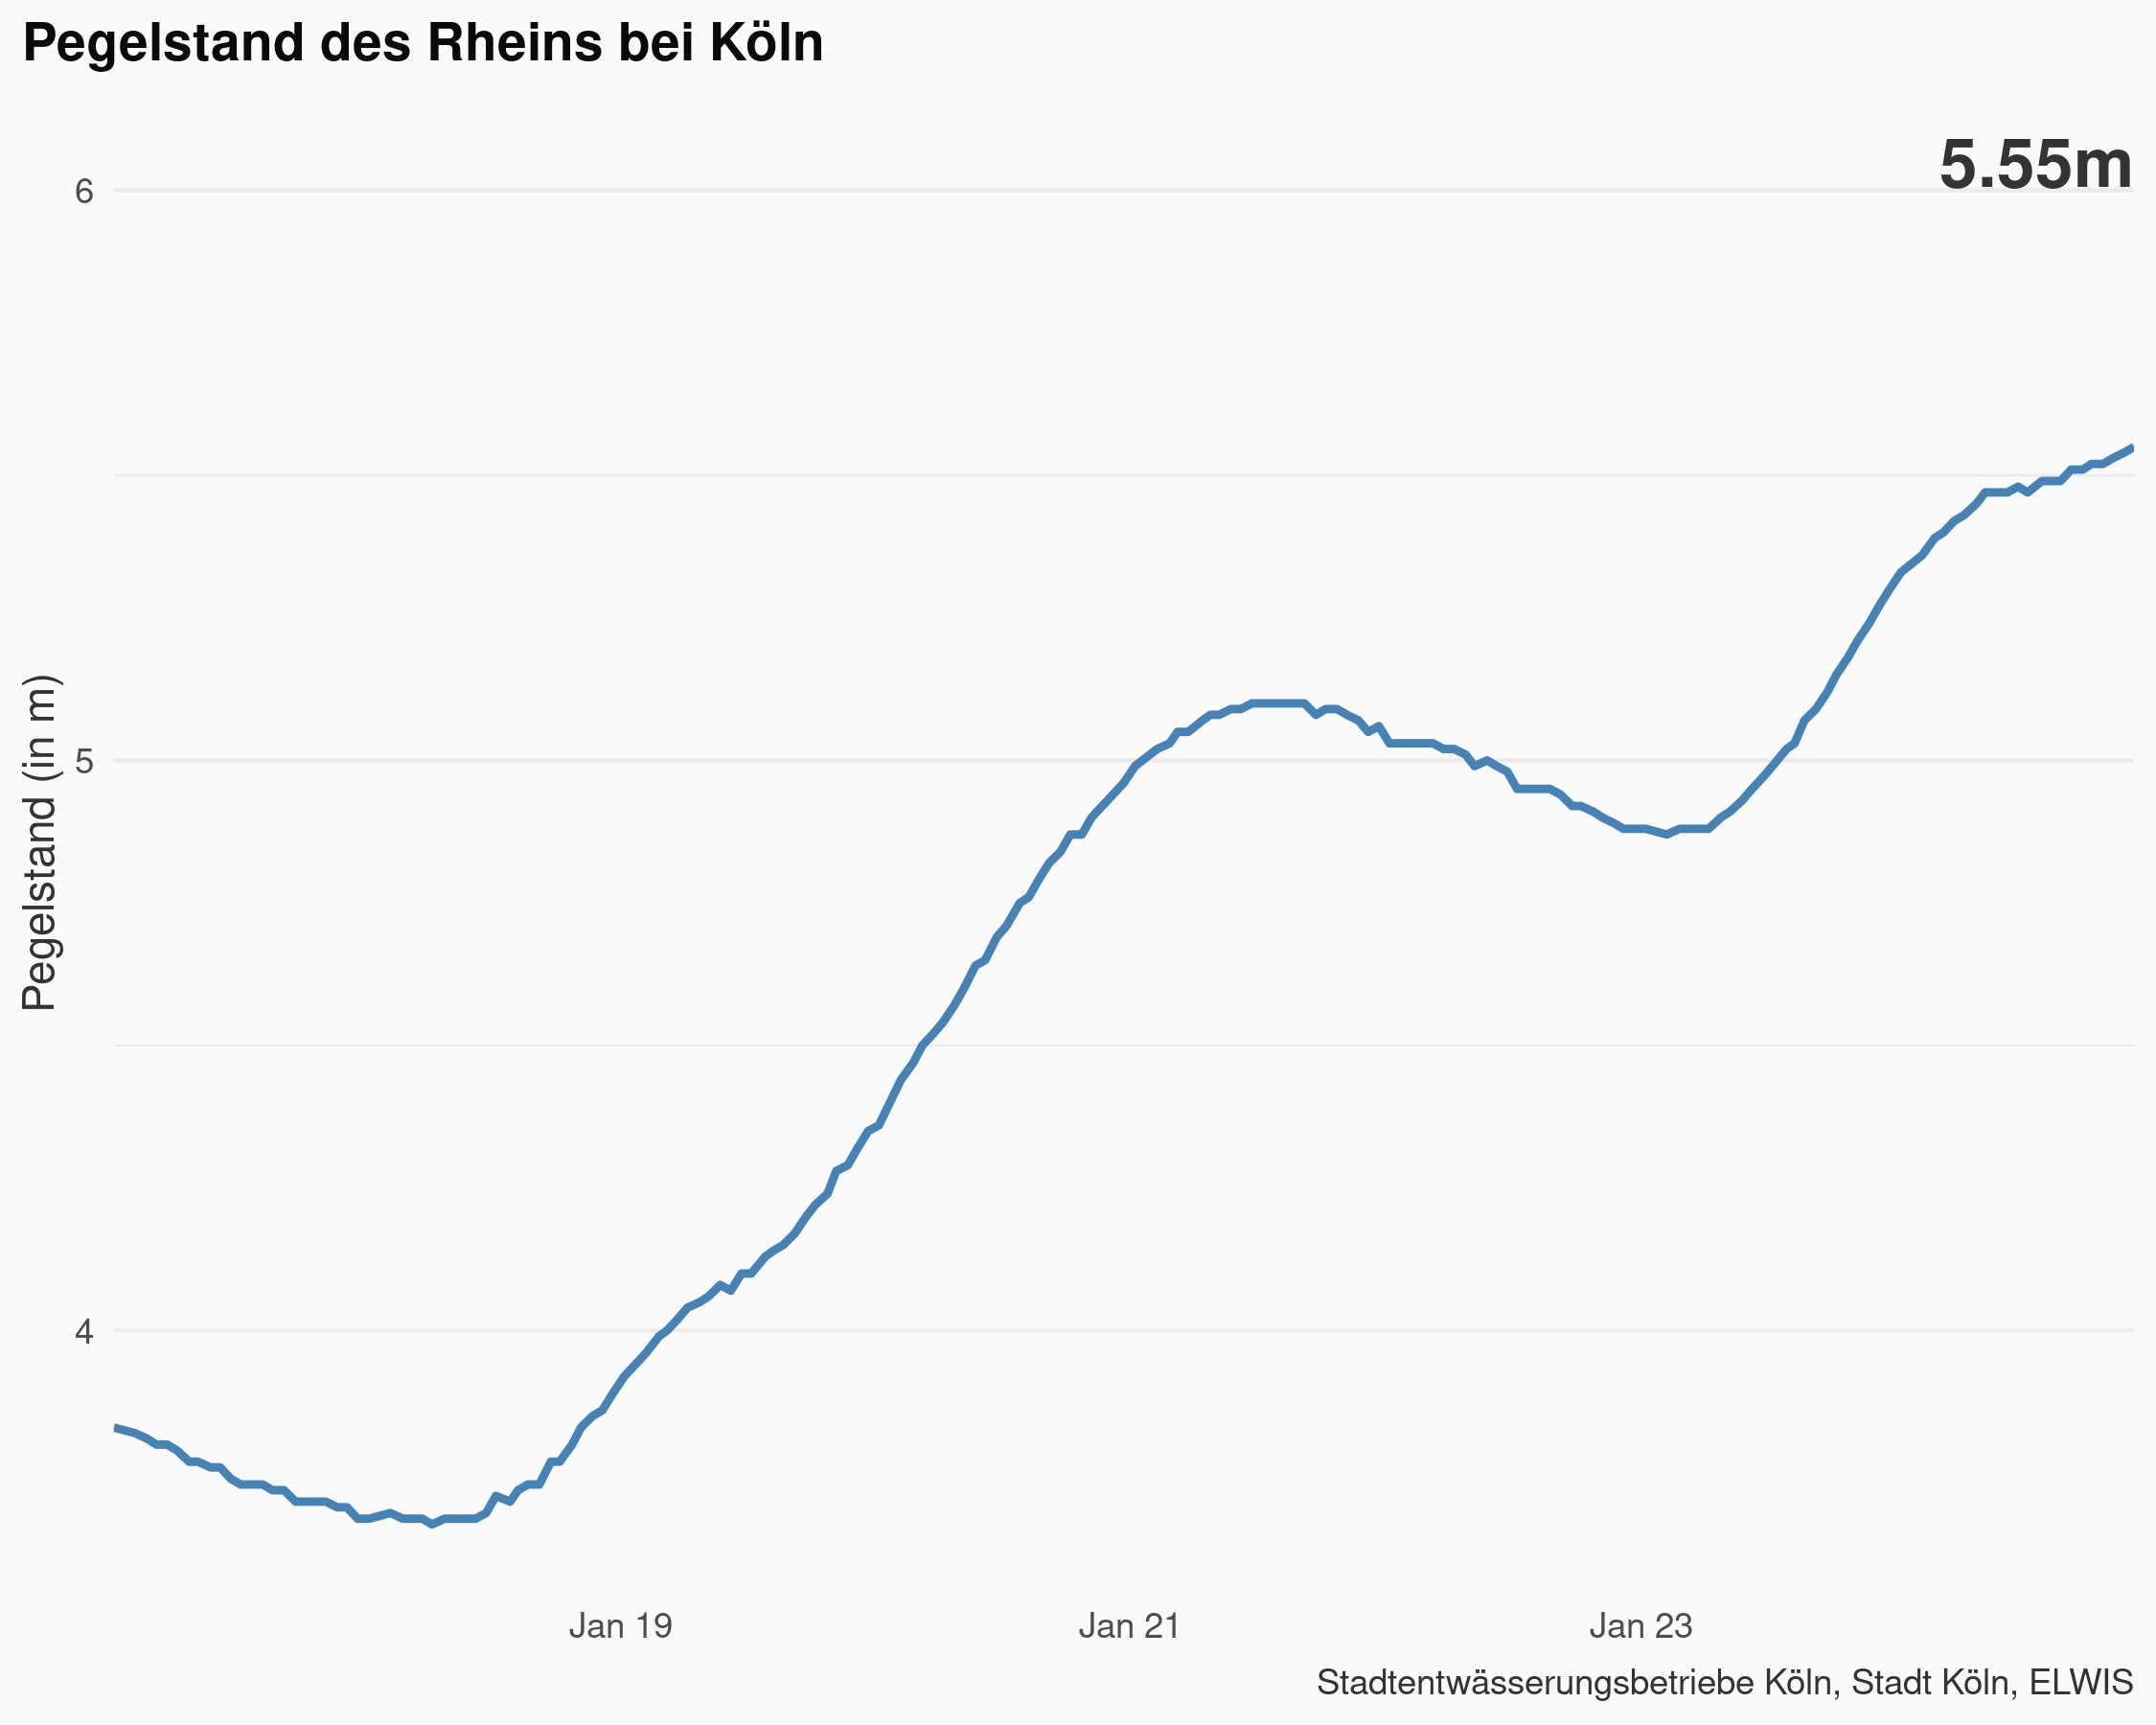 Pegelstand des Rheins bei Köln
5.55m
6
5
4
Pegelstand (in m)
Jan 19
Jan 21
Jan 23
Stadtentwässerungsbetriebe Köln, Stadt Köln, ELWIS